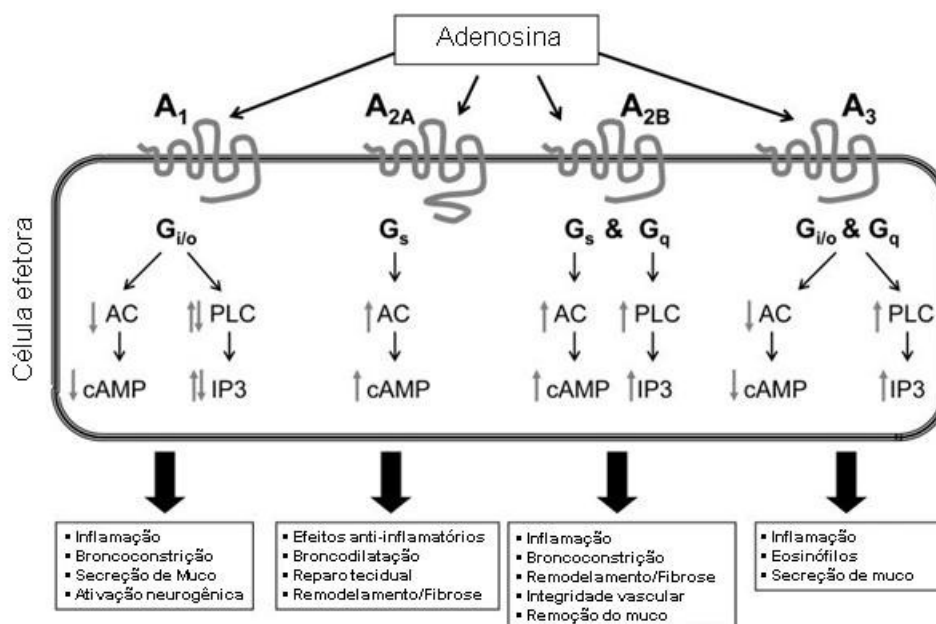 Adenosina
A1 A2A A2B A3
Célula efetora
Gi/o Gs Gs & Gq Gi/o & Gq
↓ AC ↑↓ PLC ↑ AC ↑ AC ↑ PLC ↓ AC ↑ PLC
↓ cAMP ↑↓ IP3 ↑ cAMP ↑ cAMP ↑ IP3 ↓ cAMP ↑ IP3
▪ Inflamação
▪ Broncoconstrição
▪ Secreção de Muco
▪ Ativação neurogênica
▪ Efeitos anti-inflamatórios
▪ Broncodilatação
▪ Reparo tecidual
▪ Remodelamento/Fibrose
▪ Inflamação
▪ Broncoconstrição
▪ Remodelamento/Fibrose
▪ Integridade vascular
▪ Remoção do muco
▪ Inflamação
▪ Eosinófilos
▪ Secreção de muco